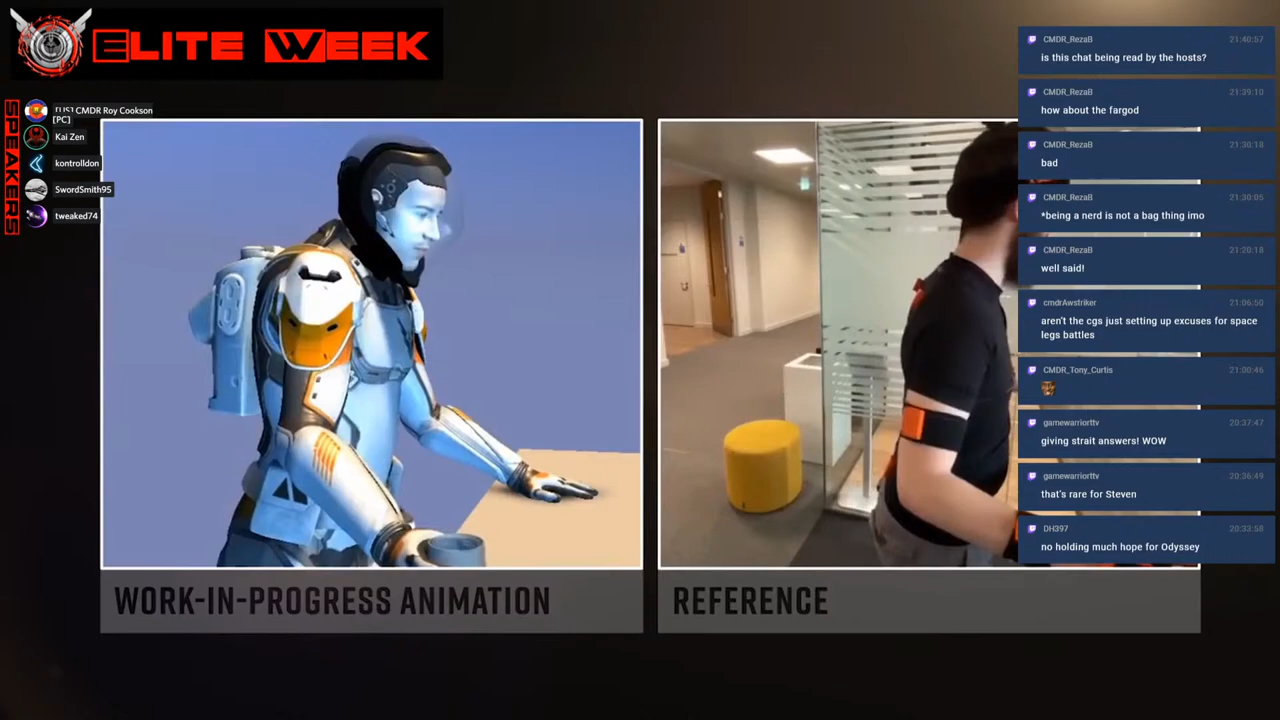 ELITE WEEK
SPEAKERS
[US] CMDR Roy Cookson
[PC]
Kai Zen
kontrolldon
SwordSmith95
tweaked74
WORK-IN-PROGRESS ANIMATION
REFERENCE
CMDR_RezaB 21:40:57
is this chat being read by the hosts?
CMDR_RezaB 21:39:10
how about the fargod
CMDR_RezaB 21:30:18
bad
CMDR_RezaB 21:30:05
*being a nerd is not a bag thing imo
CMDR_RezaB 21:20:18
well said!
cmdrAwstriker 21:06:50
aren't the cgs just setting up excuses for space
legs battles
CMDR_Tony_Curtis 21:00:46
gamewarriorttv 20:37:47
giving strait answers! WOW
gamewarriorttv 20:36:49
that's rare for Steven
DH397 20:33:58
no holding much hope for Odyssey